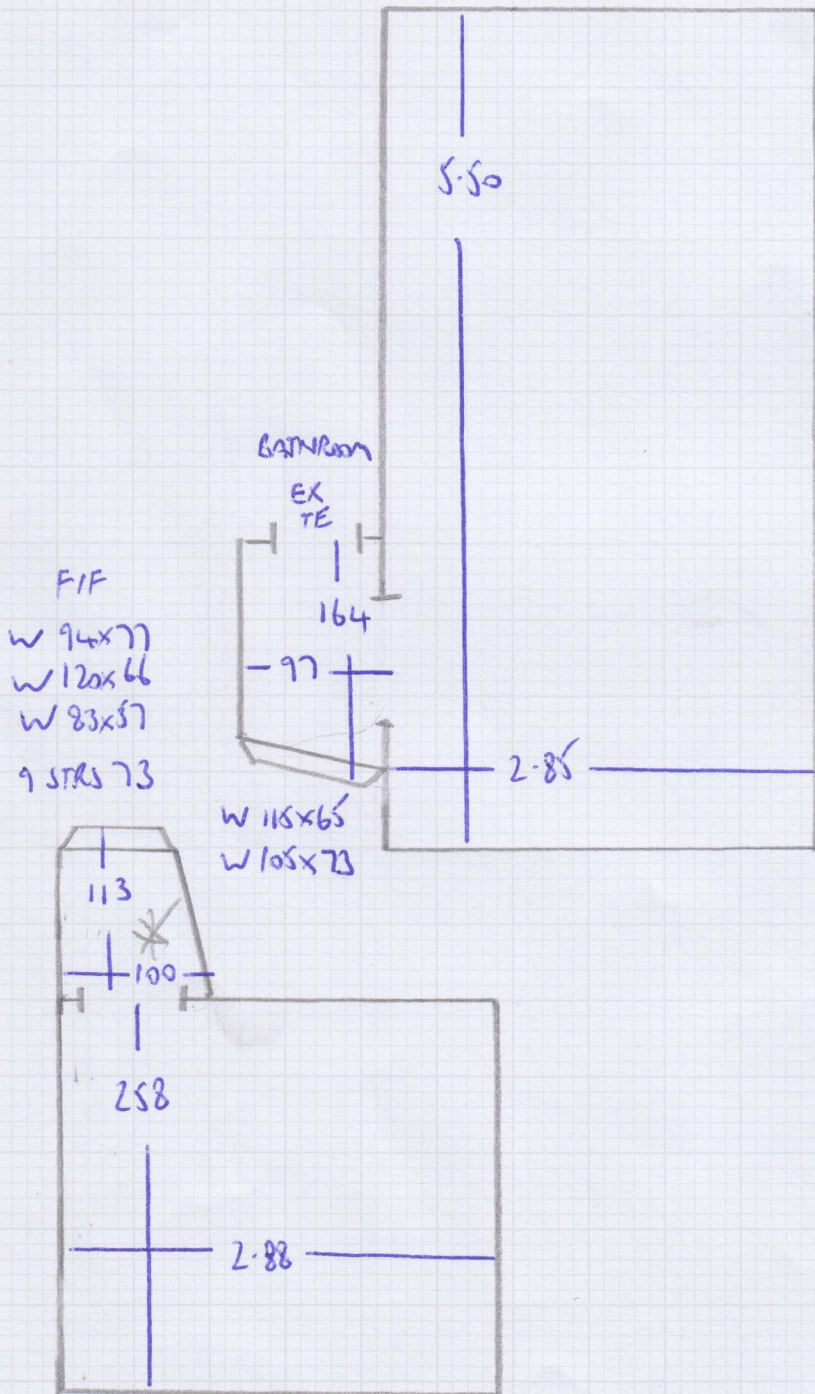 5.50
BATHROOM
EX
TE
164
97
2.85
F/F
W 94x77
W 120x66
W 83x57
9 STRS 73
W 115x65
W 105x73
113
100
258
2.88